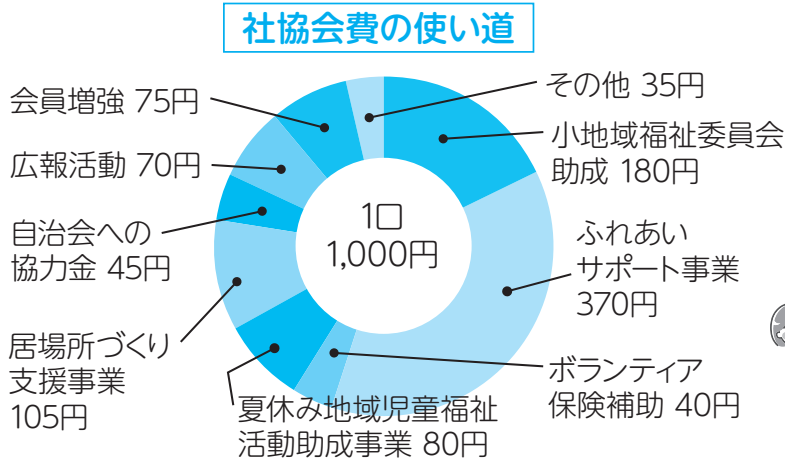 社協会費の使い道
1口
1,000円
その他 35円
小地域福祉委員会
助成 180円
ふれあい
サポート事業
370円
ボランティア
保険補助 40円
夏休み地域児童福祉
活動助成事業 80円
居場所づくり
支援事業
105円
自治会への
協力金 45円
広報活動 70円
会員増強 75円